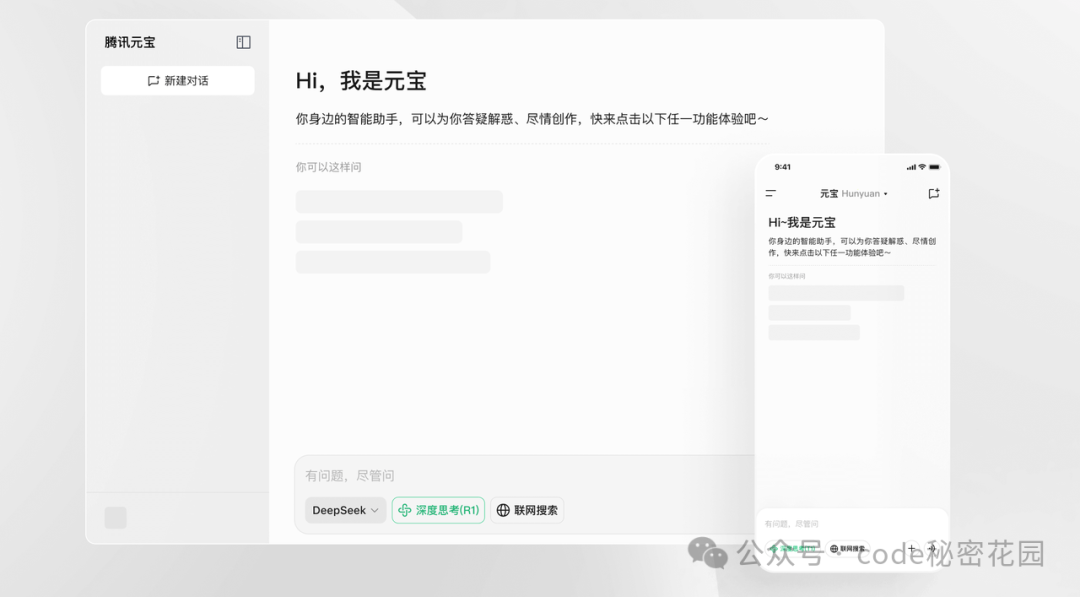 腾讯元宝
新建对话
Hi，我是元宝
你身边的智能助手，可以为你答疑解惑、尽情创作，快来点击以下任一功能体验吧～
你可以这样问
有问题，尽管问
DeepSeek
深度思考(R1)
联网搜索
9:41
元宝 Hunyuan
Hi~我是元宝
你身边的智能助手，可以为你答疑解惑、尽情创
作，快来点击以下任一功能体验吧～
你可以这样问
有问题，尽管问
深度思考(R1)
联网搜索
公众号 · code秘密花园